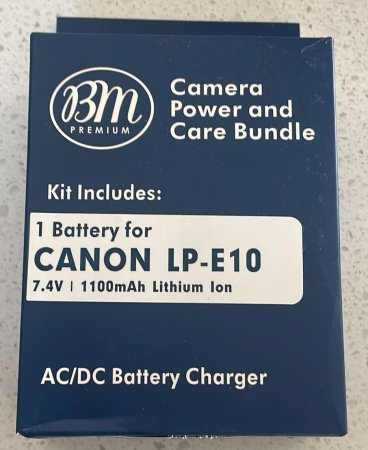 BM
PREMIUM
Camera
Power and
Care Bundle
Kit Includes:
1 Battery for
CANON LP-E10
7.4V | 1100mAh Lithium Ion
AC/DC Battery Charger